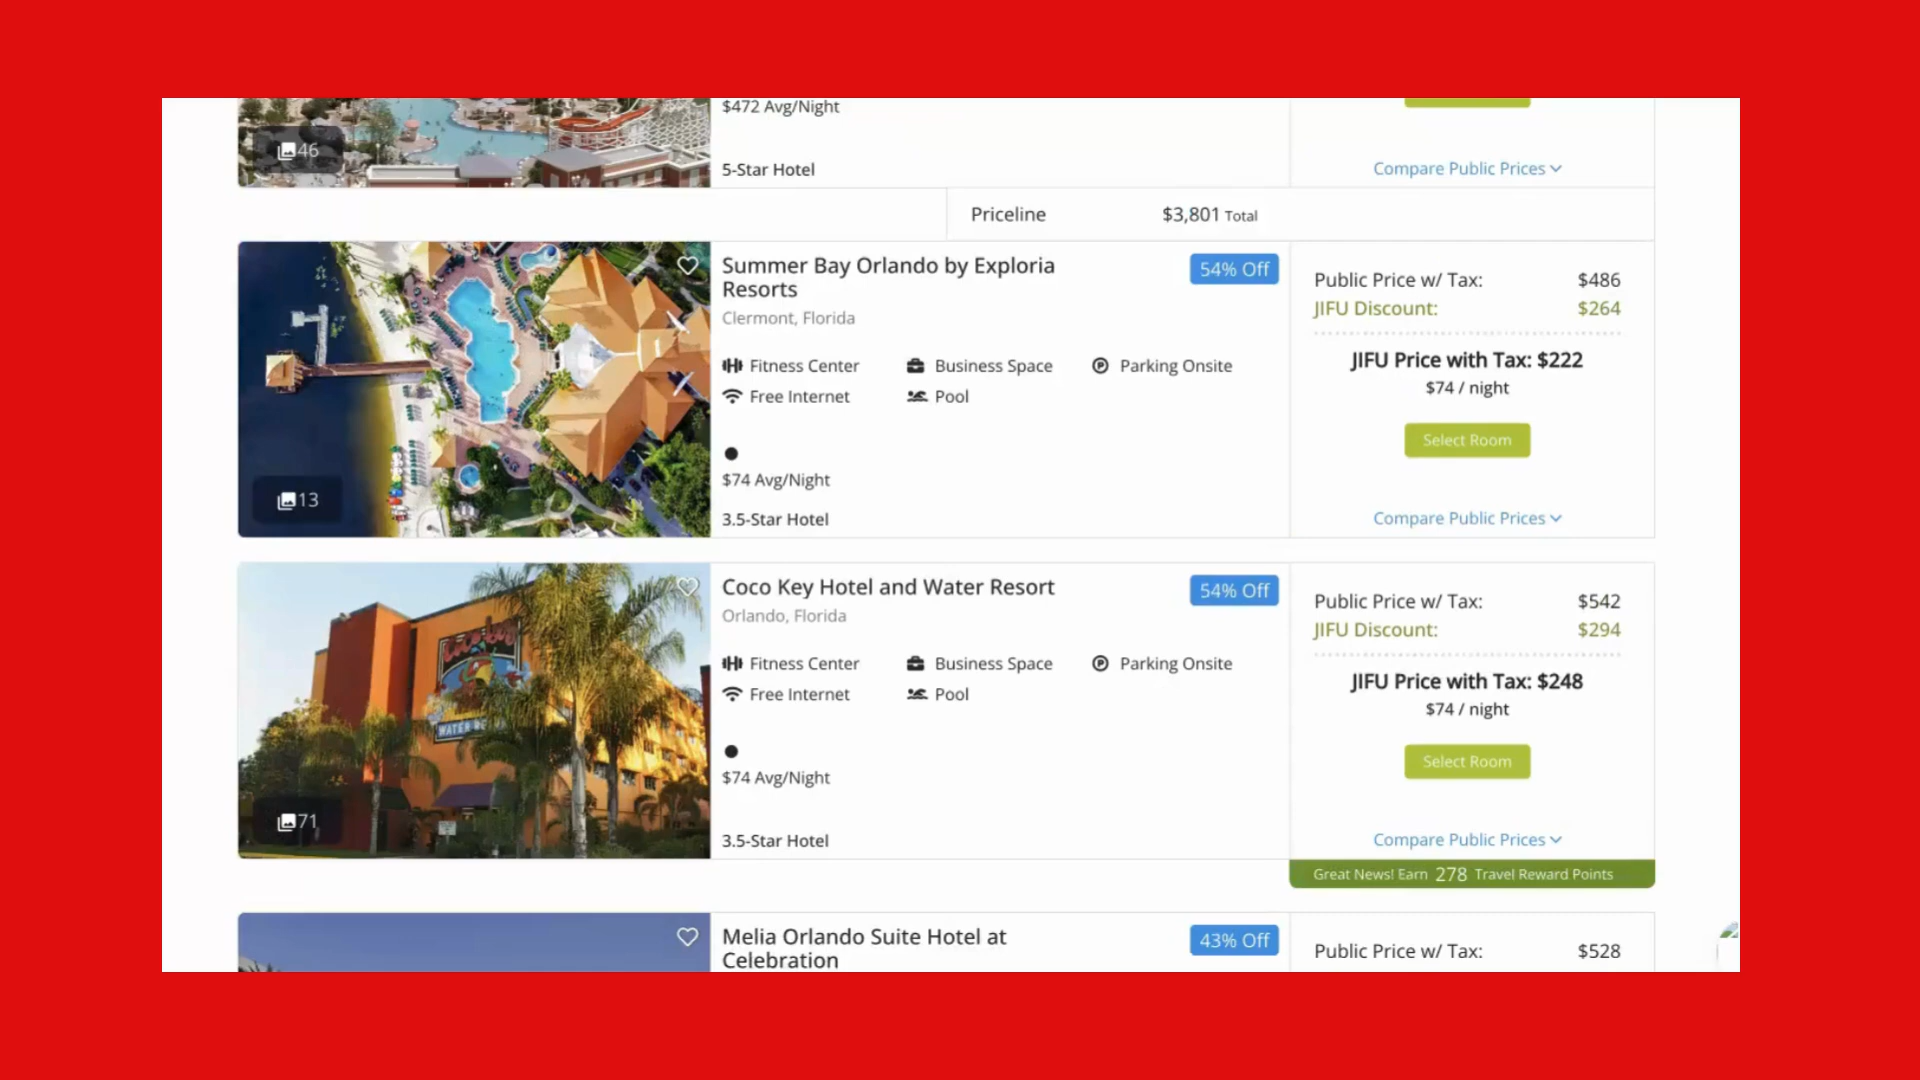 $472 Avg/Night
46
5-Star Hotel
Compare Public Prices
Priceline $3,801 Total
Summer Bay Orlando by Exploria
Resorts
54% Off
Clermont, Florida
Fitness Center Business Space Parking Onsite
Free Internet Pool
$74 Avg/Night
13
3.5-Star Hotel
Public Price w/ Tax: $486
JIFU Discount: $264
JIFU Price with Tax: $222
$74 / night
Select Room
Compare Public Prices
Coco Key Hotel and Water Resort
54% Off
Orlando, Florida
Fitness Center Business Space Parking Onsite
Free Internet Pool
$74 Avg/Night
71
3.5-Star Hotel
Public Price w/ Tax: $542
JIFU Discount: $294
JIFU Price with Tax: $248
$74 / night
Select Room
Compare Public Prices
Great News! Earn 278 Travel Reward Points
Melia Orlando Suite Hotel at
Celebration
43% Off
Public Price w/ Tax: $528